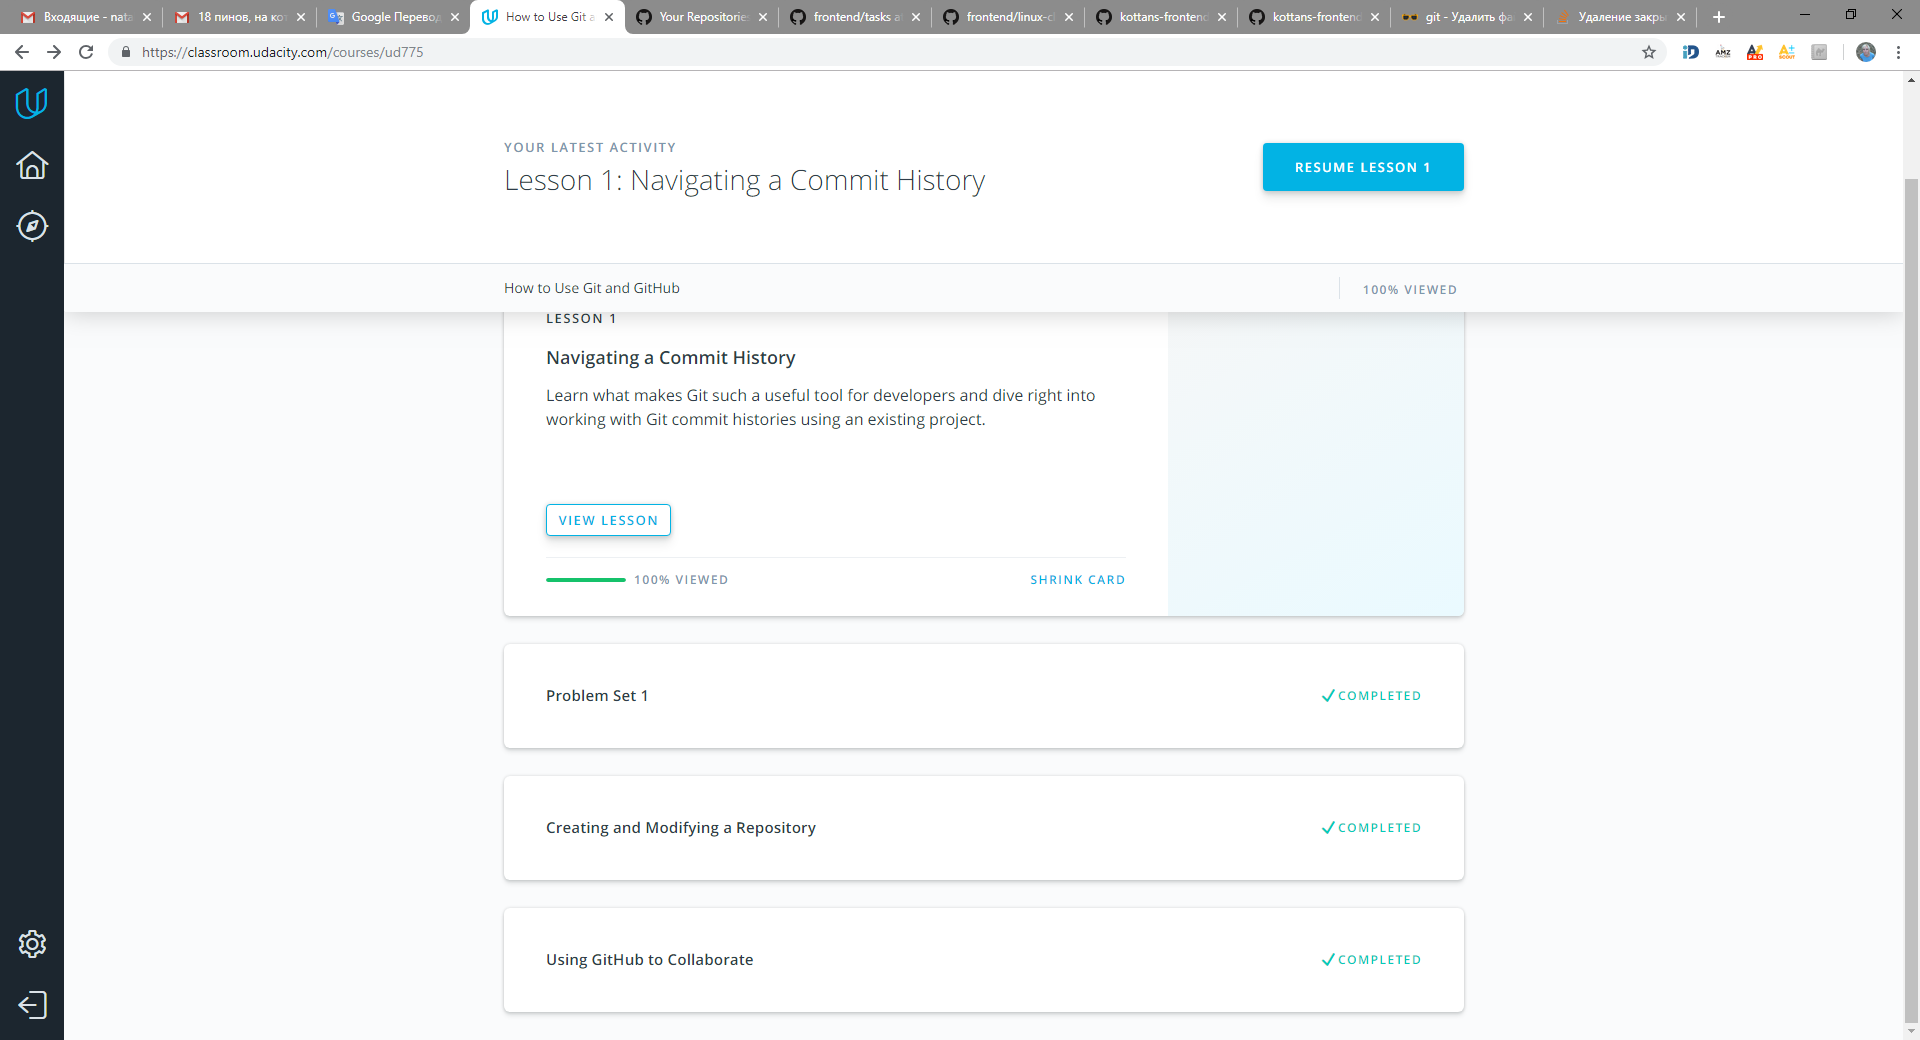 Входящие - nata
18 пинов, на ко
Google Перевод
How to Use Git a
Your Repositories
frontend/tasks a
frontend/linux-cl
kottans-frontend
kottans-frontend
git - Удалить фа
Удаление закры
https://classroom.udacity.com/courses/ud775
YOUR LATEST ACTIVITY
Lesson 1: Navigating a Commit History
RESUME LESSON 1
How to Use Git and GitHub
100% VIEWED
LESSON 1
Navigating a Commit History
Learn what makes Git such a useful tool for developers and dive right into
working with Git commit histories using an existing project.
VIEW LESSON
100% VIEWED
SHRINK CARD
Problem Set 1
COMPLETED
Creating and Modifying a Repository
COMPLETED
Using GitHub to Collaborate
COMPLETED